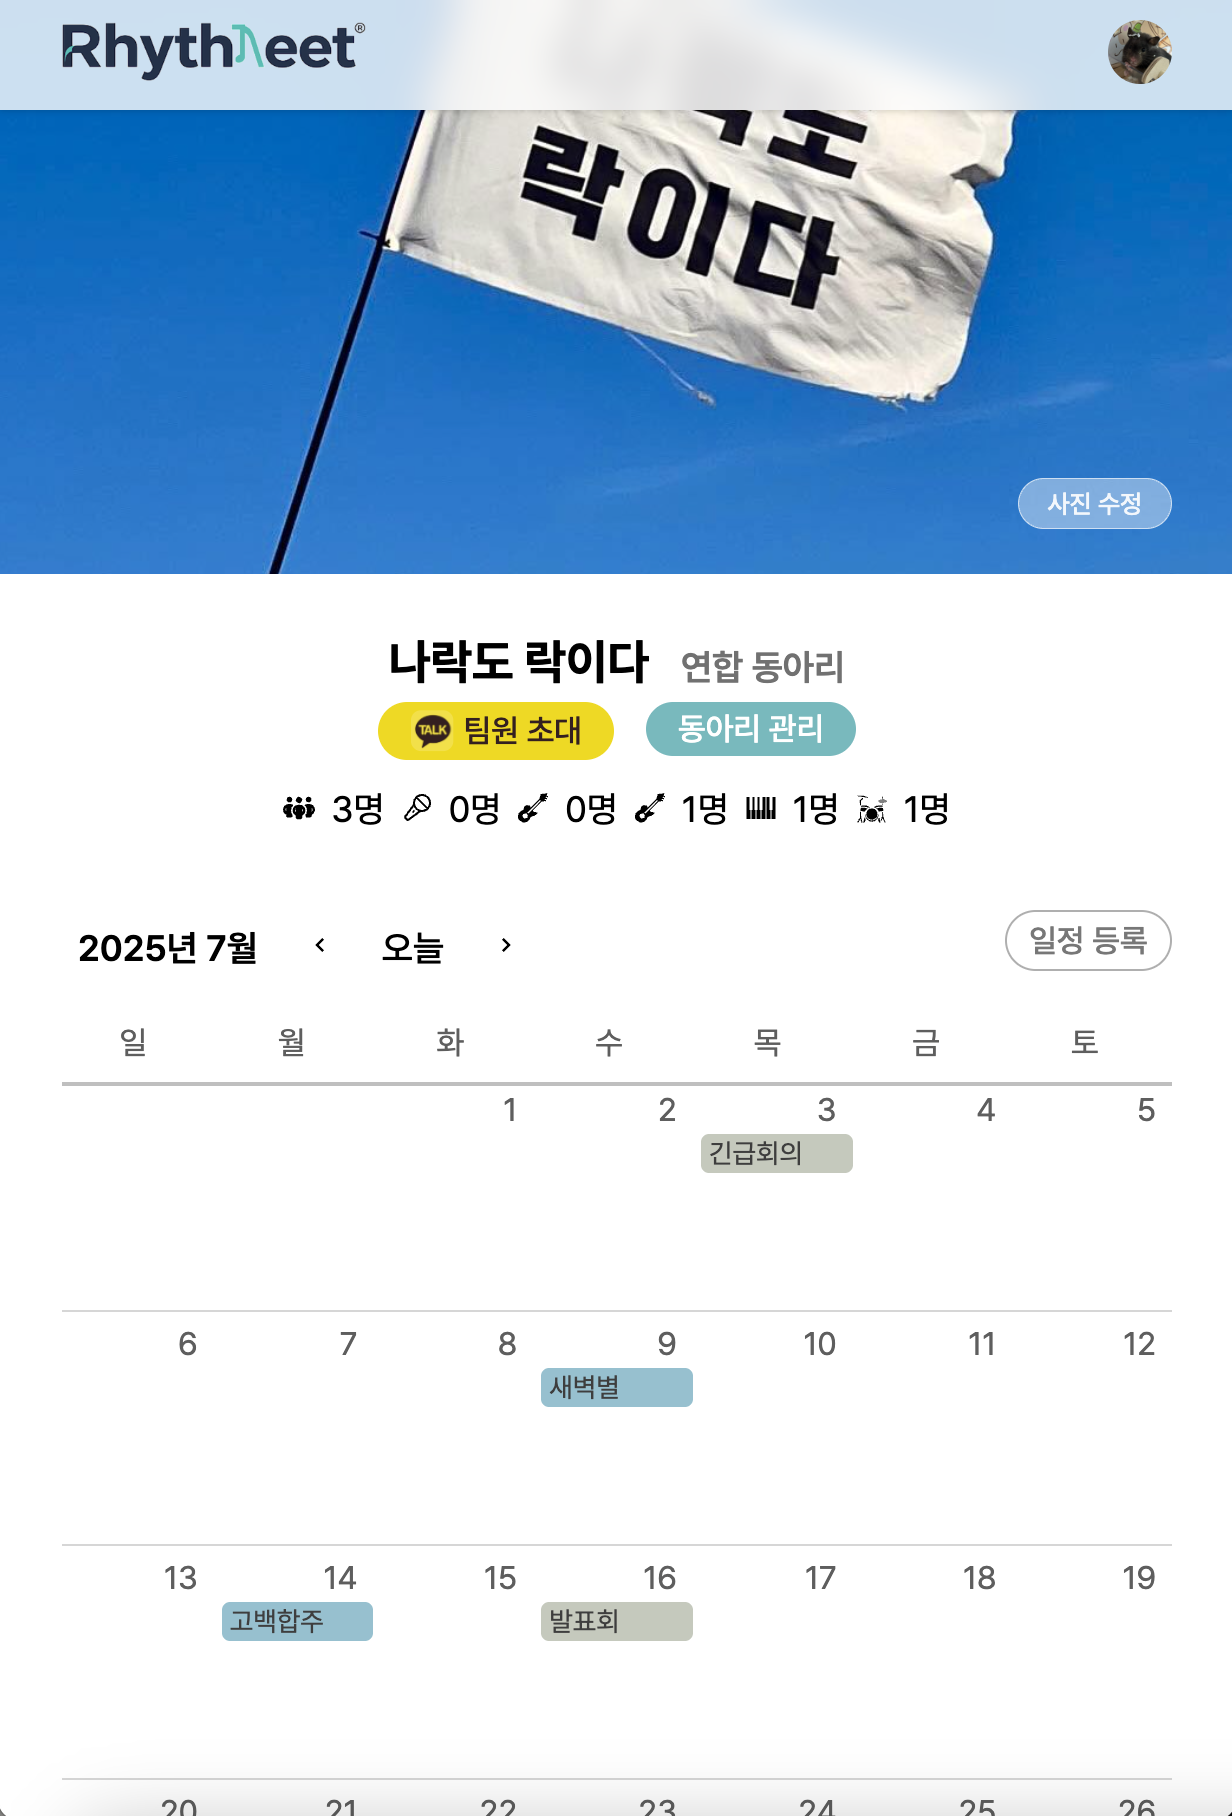 RhythMeet®
락이다
사진 수정
나락도 락이다 연합 동아리
TALK 팀원 초대 동아리 관리
3명 0명 0명 1명 1명 1명
2025년 7월 < 오늘 > 일정 등록
일 월 화 수 목 금 토
1 2 3 4 5
긴급회의
6 7 8 9 10 11 12
새벽별
13 14 15 16 17 18 19
고백합주 발표회
20 21 22 23 24 25 26